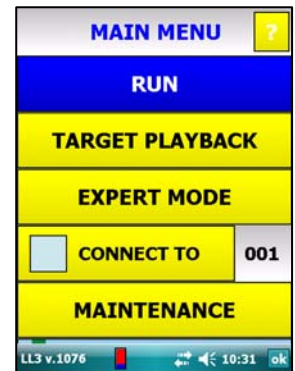 MAIN MENU ?
RUN
TARGET PLAYBACK
EXPERT MODE
CONNECT TO 001
MAINTENANCE
LL3 v.1076 10:31 ok